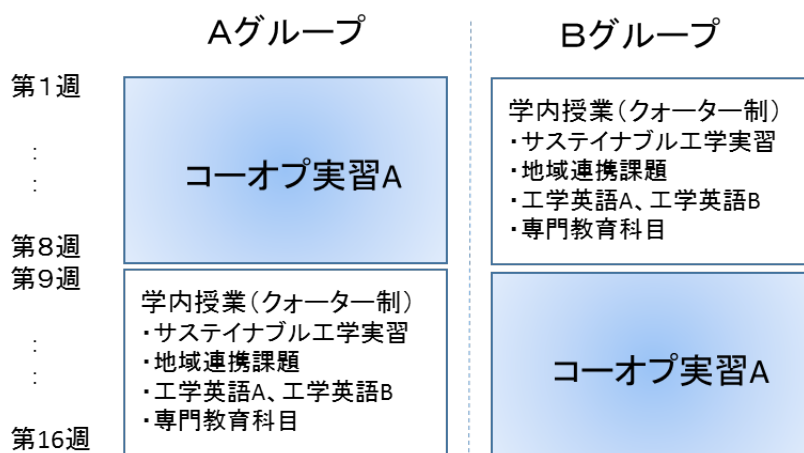 Aグループ
Bグループ
第1週
:
:
第8週
第9週
:
:
第16週
コーオプ実習A
学内授業(クォーター制)
・サステイナブル工学実習
・地域連携課題
・工学英語A、工学英語B
・専門教育科目
学内授業(クォーター制)
・サステイナブル工学実習
・地域連携課題
・工学英語A、工学英語B
・専門教育科目
コーオプ実習A